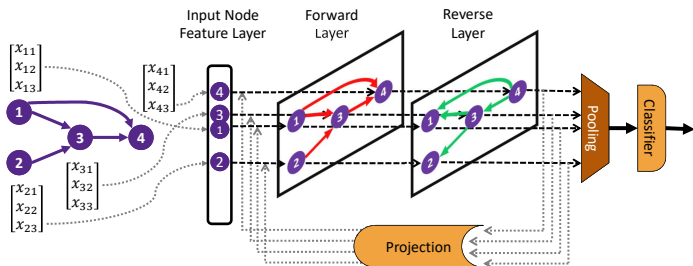 Input Node
Feature Layer
Forward
Layer
Reverse
Layer
[x11]
[x12]
[x13]
[x41]
[x42]
[x43]
1
2
3
4
[x31]
[x32]
[x33]
[x21]
[x22]
[x23]
4
3
1
2
1
2
3
4
1
2
3
4
Pooling
Classifier
Projection